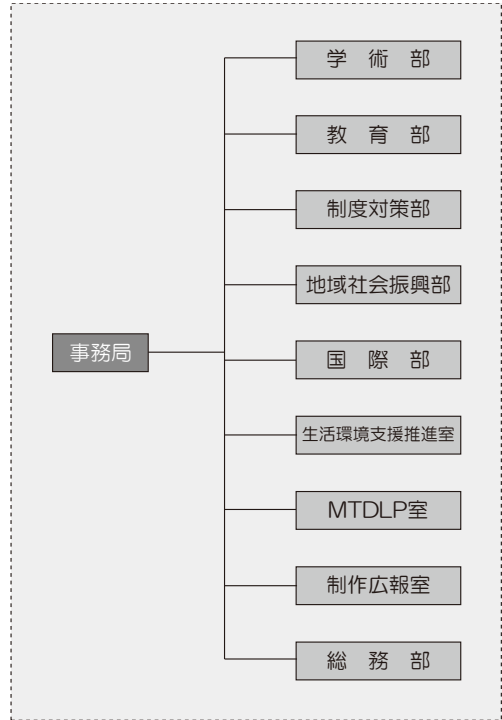 学 術 部
教 育 部
制度対策部
地域社会振興部
事務局
国 際 部
生活環境支援推進室
MTDLP室
制作広報室
総 務 部